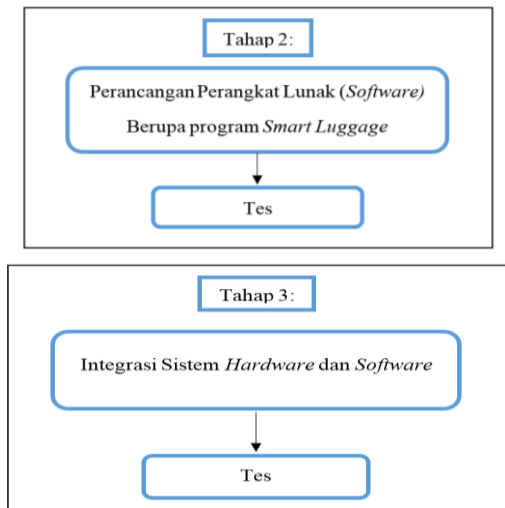 Tahap 2:
Perancangan Perangkat Lunak (Software)
Berupa program Smart Luggage
Tes
Tahap 3:
Integrasi Sistem Hardware dan Software
Tes